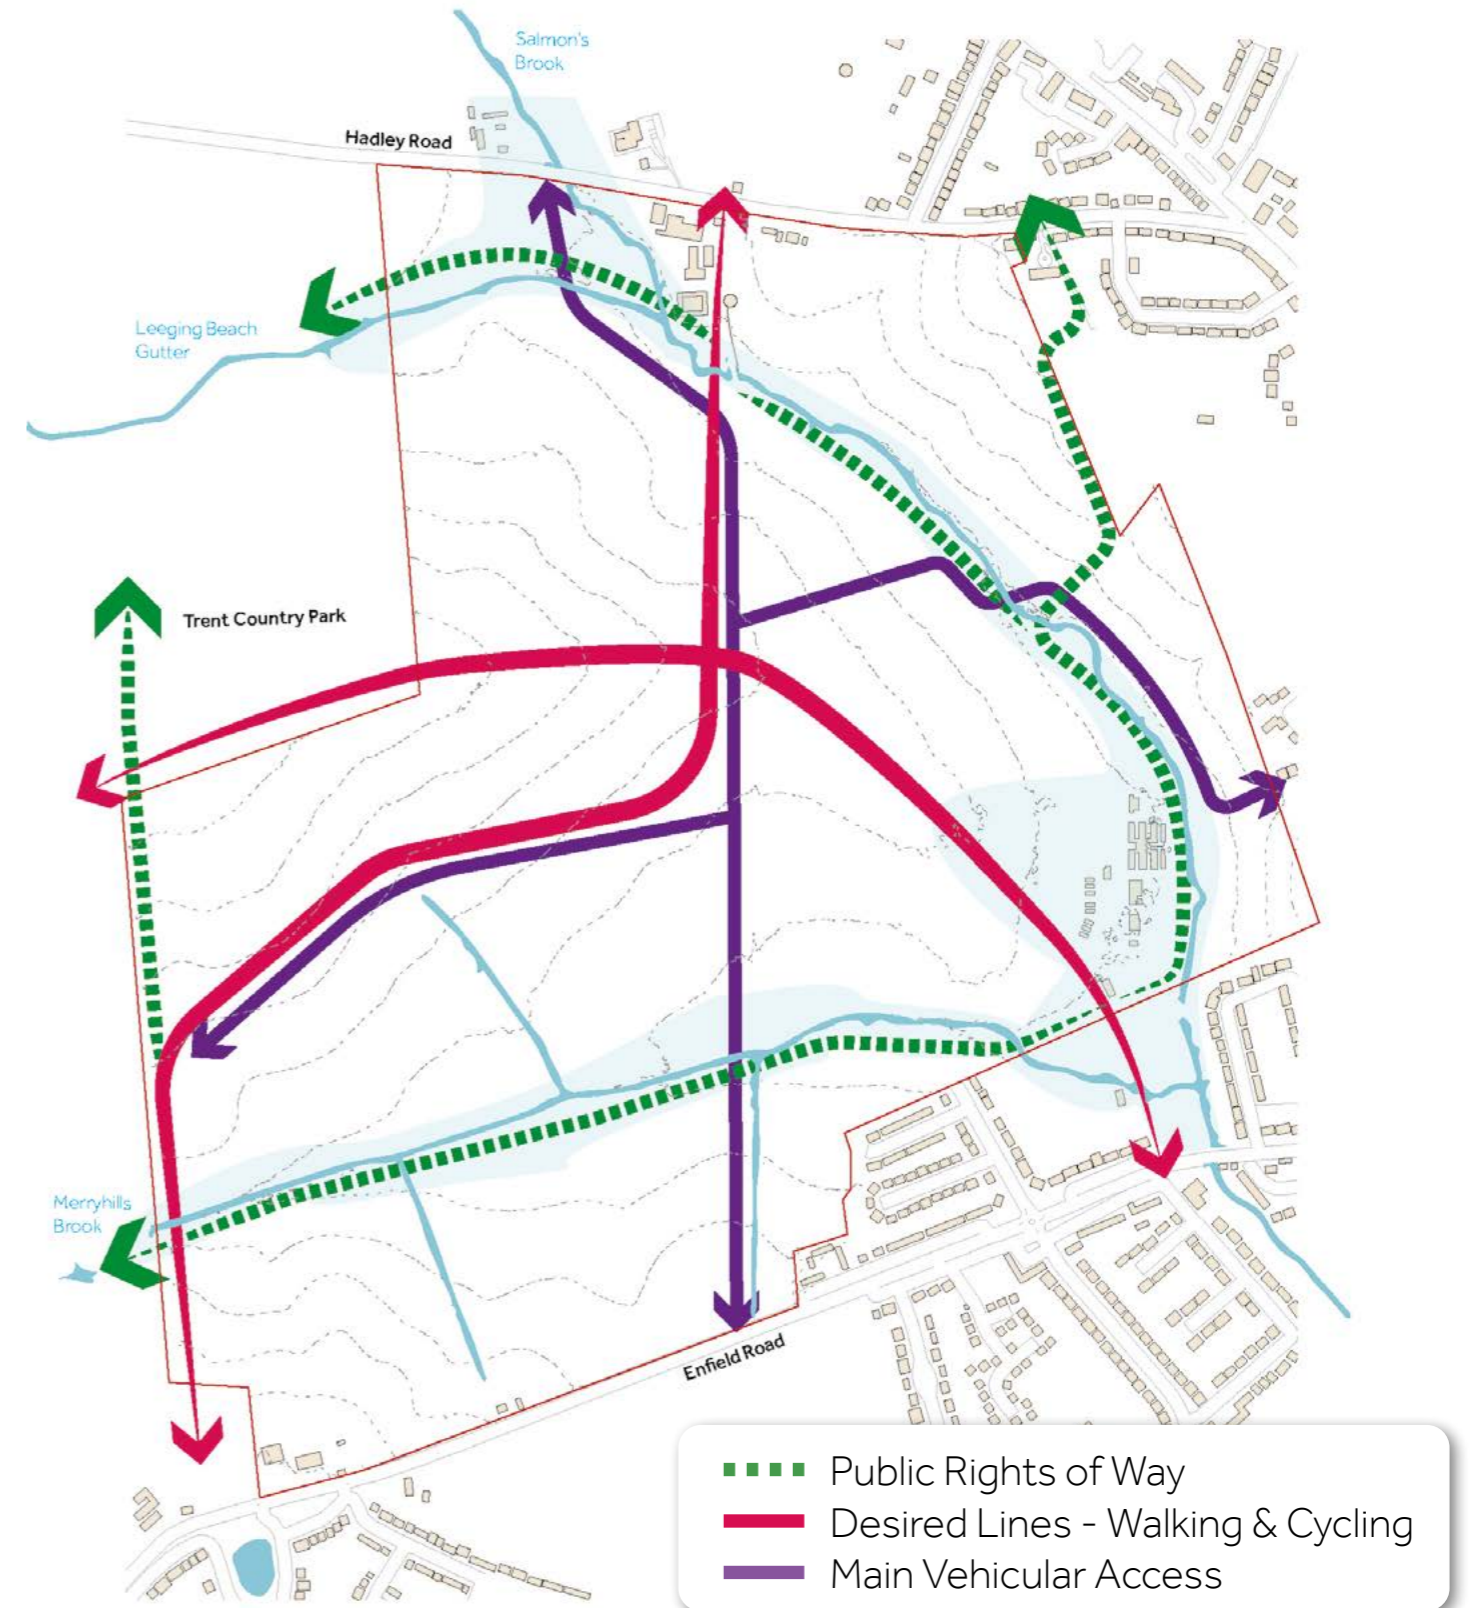 Salmon's
Brook
Hadley Road
Leeging Beach
Gutter
Trent Country Park
Merryhills
Brook
Enfield Road
Public Rights of Way
Desired Lines - Walking & Cycling
Main Vehicular Access